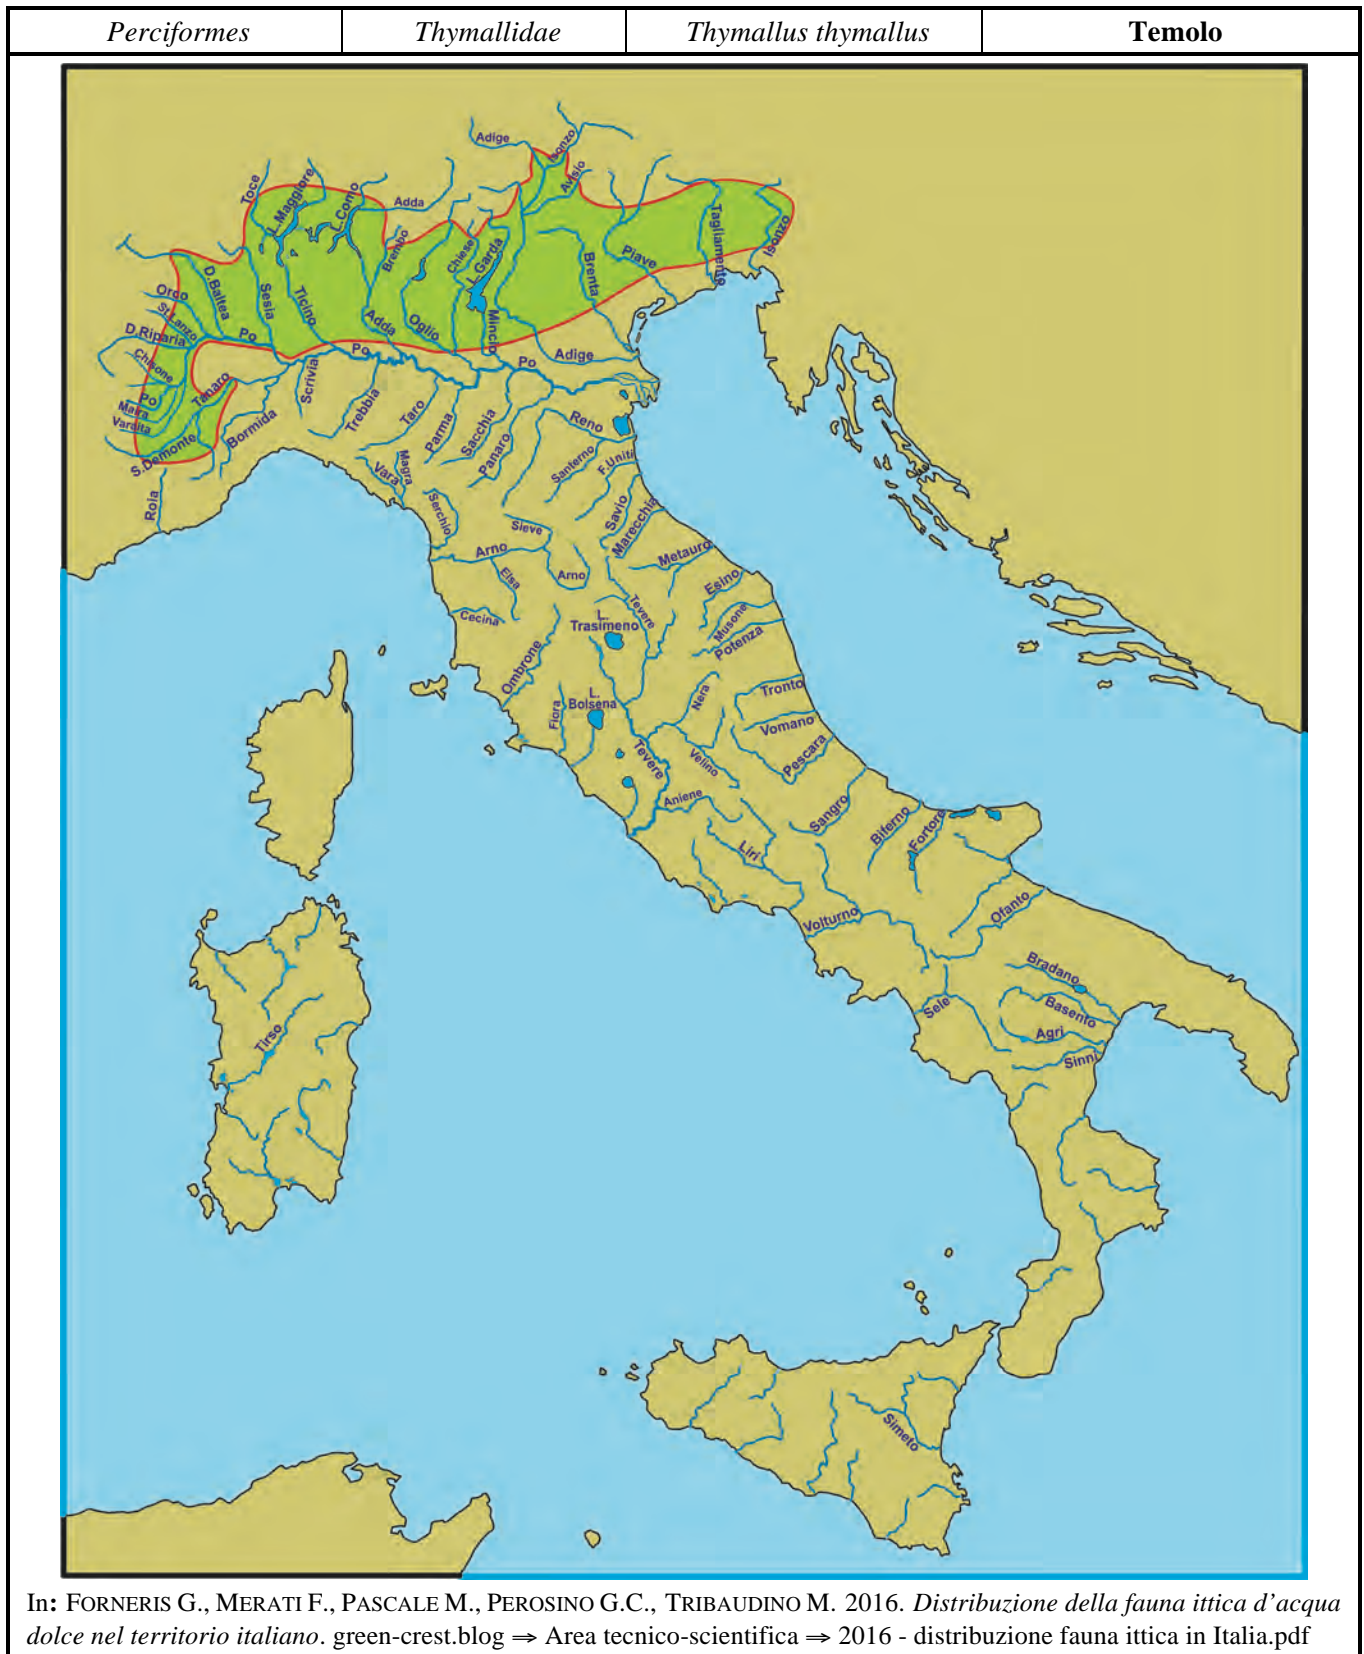 Perciformes Thymallidae Thymallus thymallus Temolo
Adige
Isonzo
Avisio
Toce
L.Maggiore
L.Como
Adda
Brembo
Chiese
L. Garda
Brenta
Piave
Tagliamento
Isonzo
D.Baltea
Sesia
Ticino
Adda
Oglio
Mincio
Orco
St.Lanzo
D.Riparia
Chisone
Po
Po
Po
Adige
Po
Maira
Varaita
S.Demonte
Tanaro
Bormida
Scrivia
Trebbia
Taro
Parma
Sacchia
Panaro
Reno
Santerno
F.Uniti
Savio
Marecchia
Vara
Magra
Serchio
Roia
Sieve
Arno
Arno
Elsa
Cecina
Metauro
Esino
Musone
Potenza
Tevere
L.
Trasimeno
Ombrone
L.
Bolsena
Fiora
Nera
Tronto
Vomano
Pescara
Tevere
Velino
Aniene
Liri
Sangro
Biferno
Fortore
Volturno
Ofanto
Bradano
Basento
Agri
Sinni
Sele
Tirso
Simeto
In: FORNERIS G., MERATI F., PASCALE M., PEROSINO G.C., TRIBAUDINO M. 2016. Distribuzione della fauna ittica d’acqua
dolce nel territorio italiano. green-crest.blog ⇒ Area tecnico-scientifica ⇒ 2016 - distribuzione fauna ittica in Italia.pdf